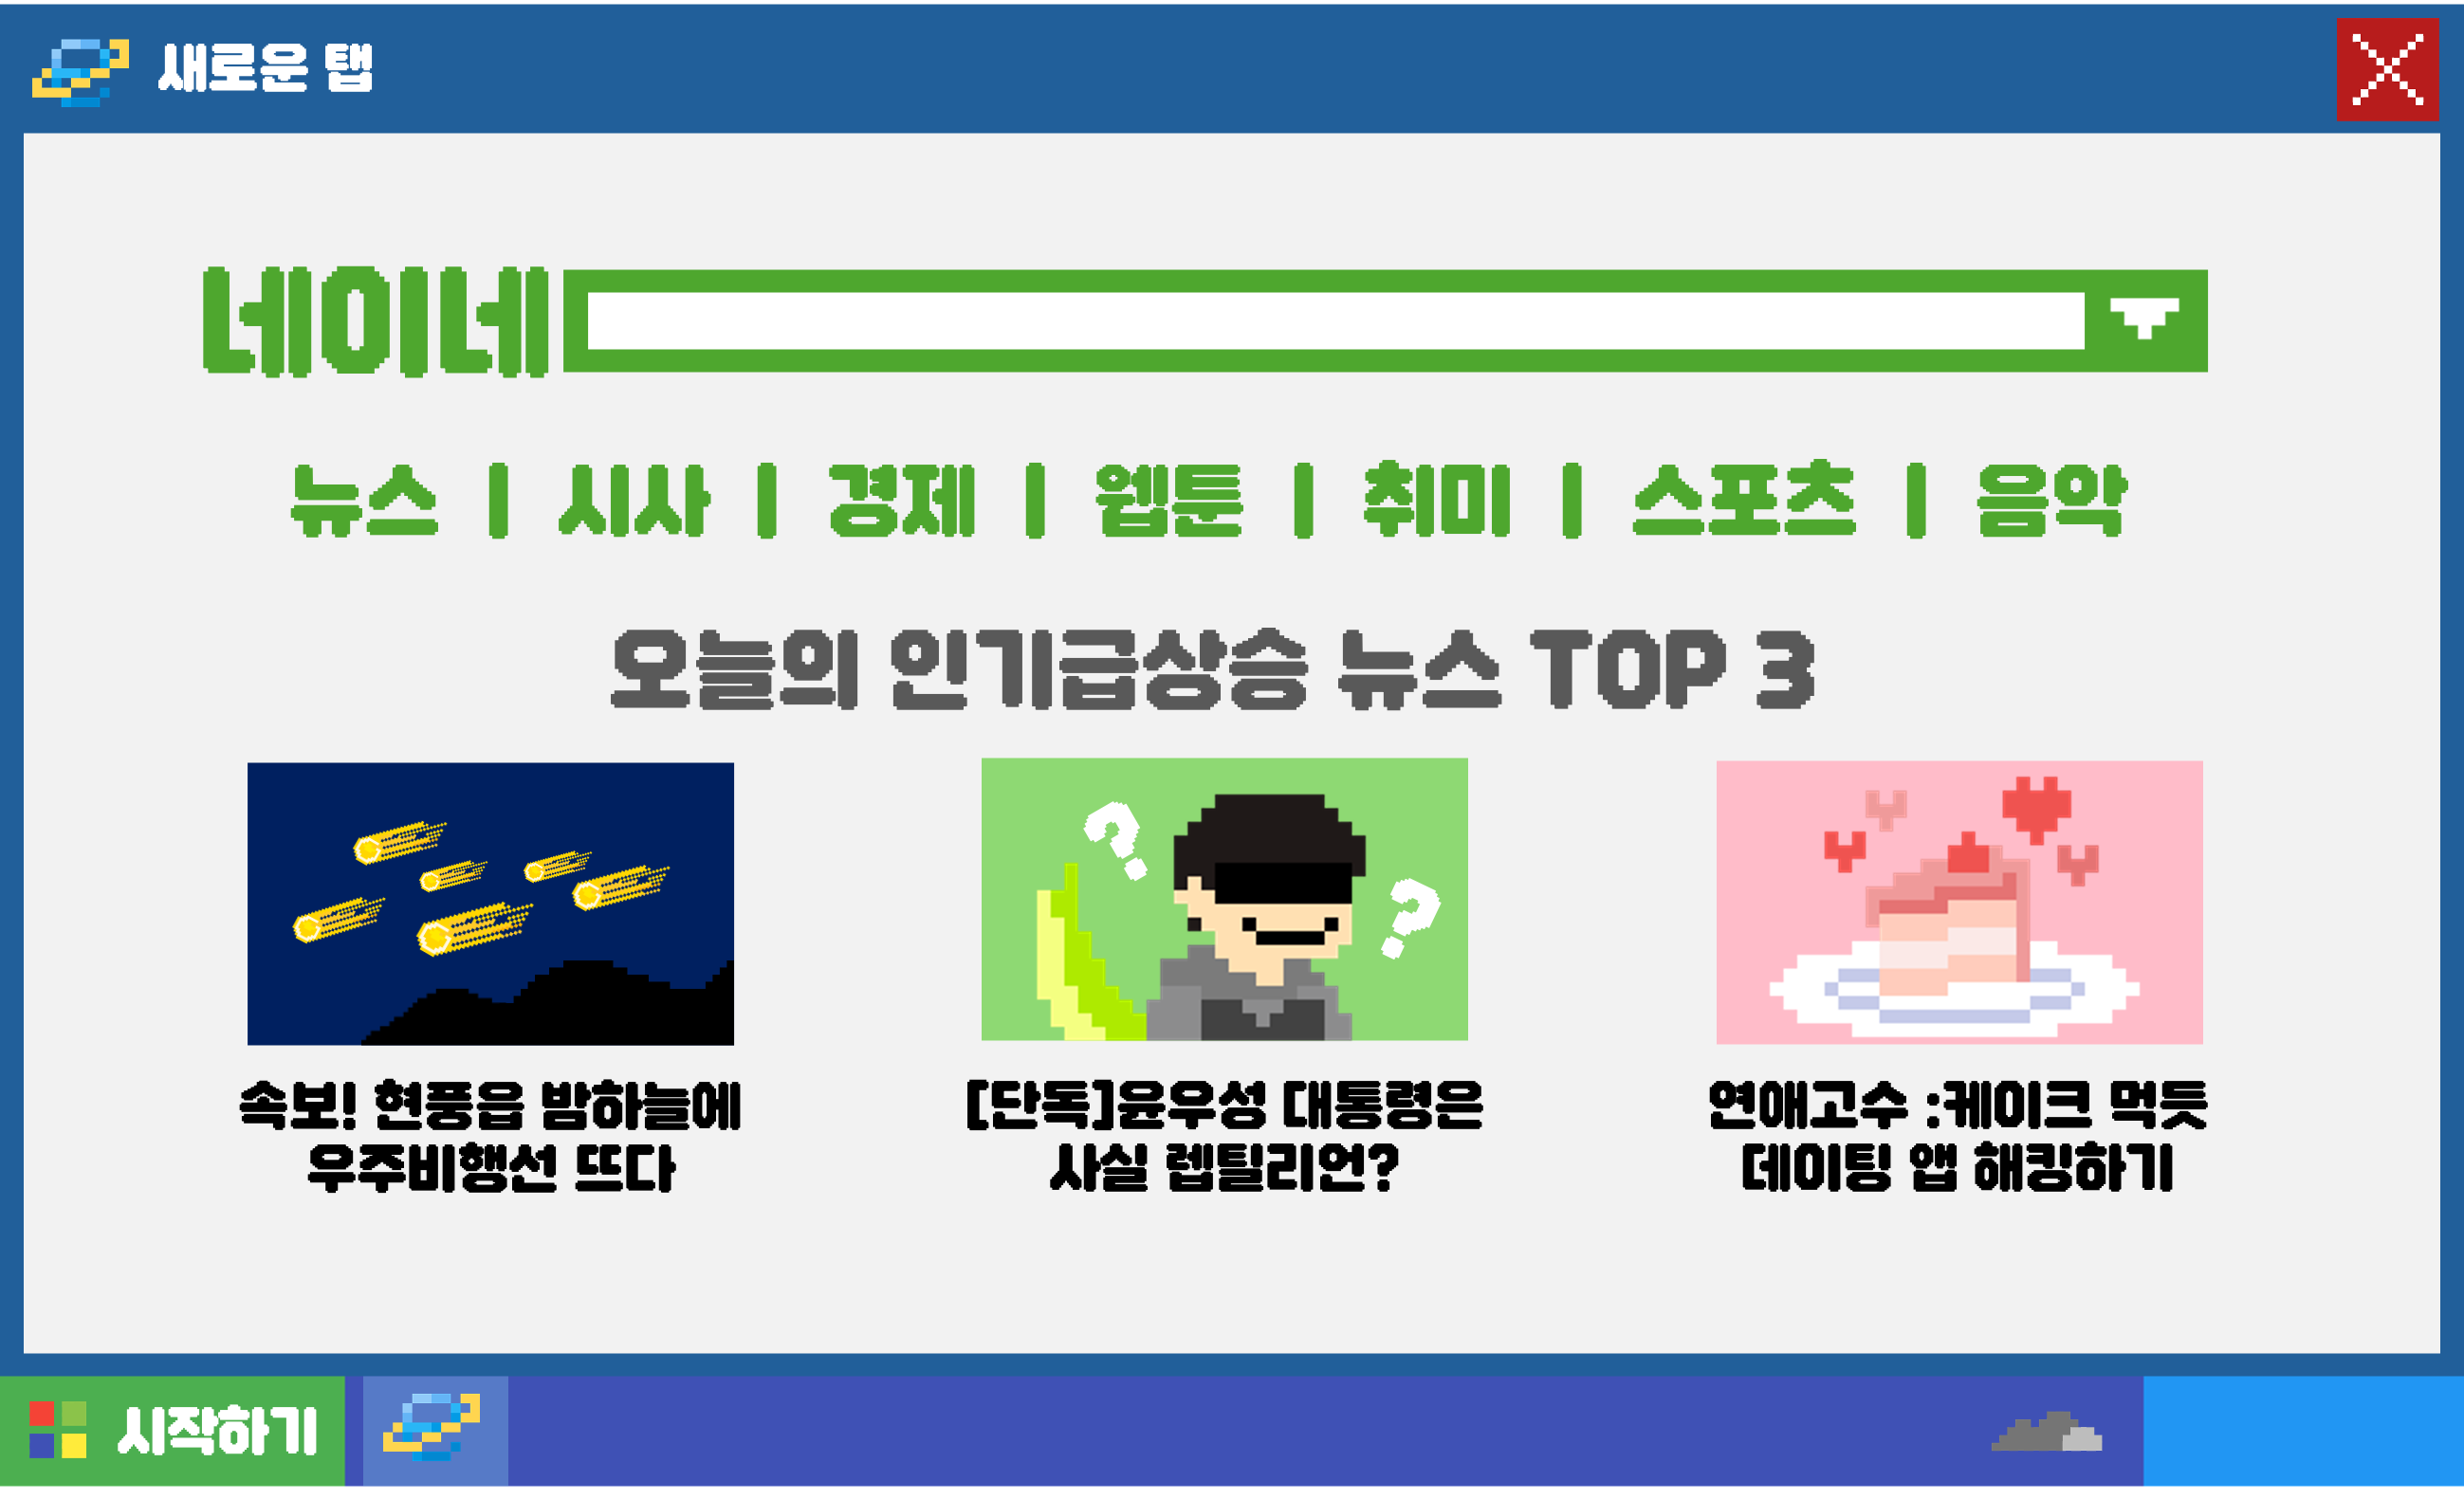 새로운 탭
네이네
뉴스 | 시사 | 경제 | 웹툰 | 취미 | 스포츠 | 음악
오늘의 인기급상승 뉴스 TOP 3
속보! 현풍읍 밤하늘에
우주비행선 뜨다
[단독]윤우성 대통령은
사실 렙틸리언?
연애고수 :케이크 먹듯
데이팅 앱 해킹하기
시작하기